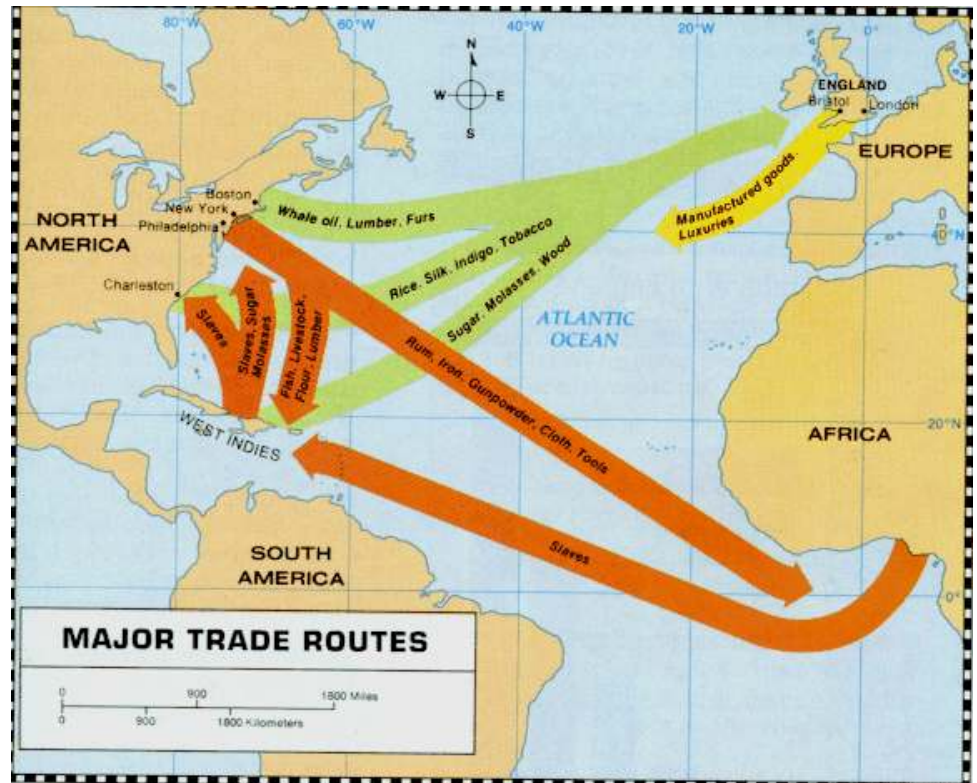 80°W
60°W
40°W
20°W
0°
N
W
E
S
ENGLAND
Bristol
London
EUROPE
Boston
New York
Philadelphia
NORTH
AMERICA
Charleston
Whale oil, Lumber, Furs
Manufactured goods,
Luxuries
40°N
Rice, Silk, Indigo, Tobacco
Sugar, Molasses, Wood
ATLANTIC
OCEAN
Slaves
Slaves, Sugar
Molasses
Fish, Livestock,
Flour, Lumber
Rum, Iron, Gunpowder, Cloth, Tools
WEST INDIES
20°N
AFRICA
Slaves
SOUTH
AMERICA
0°
MAJOR TRADE ROUTES
0 900 1800 Miles
0 900 1800 Kilometers